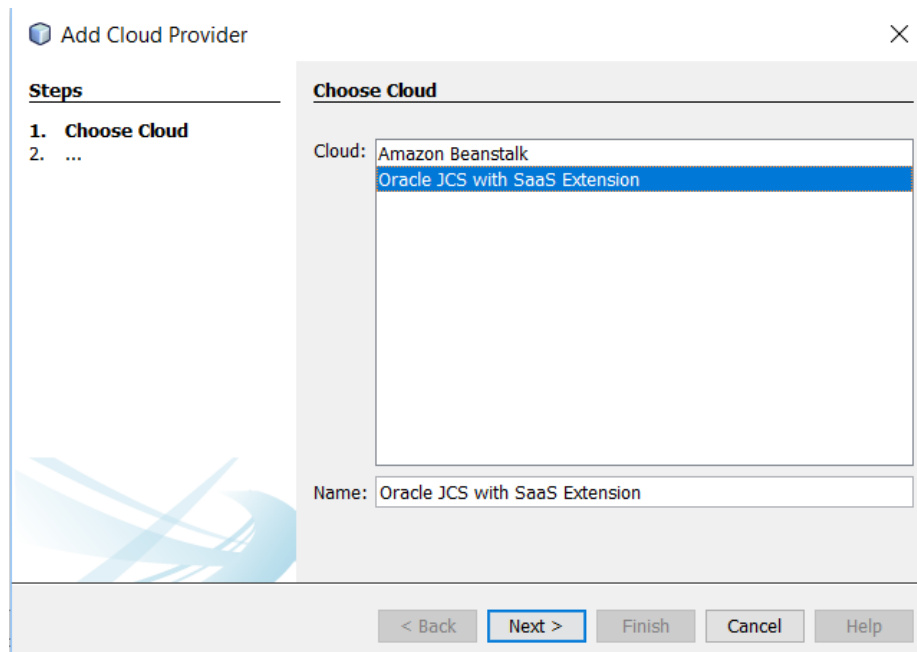 Add Cloud Provider
Steps
1. Choose Cloud
2. ...
Choose Cloud
Cloud:
Amazon Beanstalk
Oracle JCS with SaaS Extension
Name: Oracle JCS with SaaS Extension
< Back Next > Finish Cancel Help